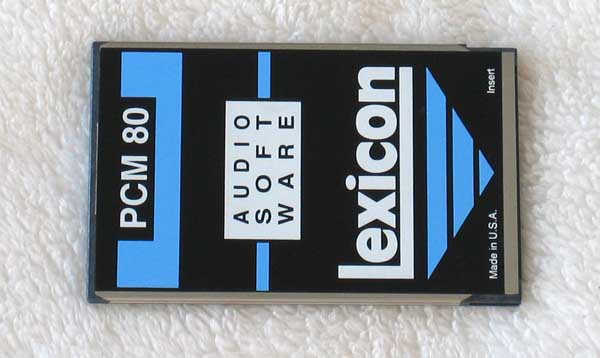 PCM 80
AUDIO
SOFT
WARE
Lexicon
Made in U.S.A.
Insert